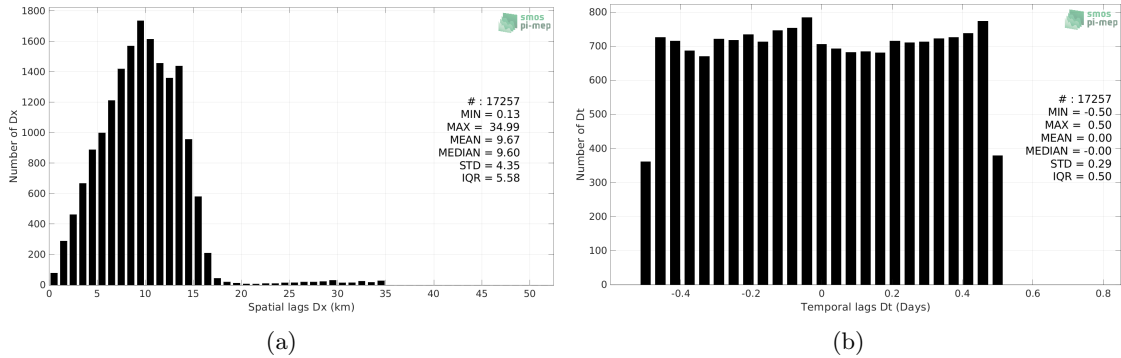 1800
1600
1400
1200
1000
800
600
400
200
0
Number of Dx
smos
pi-mep
# : 17257
MIN = 0.13
MAX = 34.99
MEAN = 9.67
MEDIAN = 9.60
STD = 4.35
IQR = 5.58
0 5 10 15 20 25 30 35 40 45 50
Spatial lags Dx (km)
(a)
800
700
600
500
400
300
200
100
0
Number of Dt
smos
pi-mep
# : 17257
MIN = -0.50
MAX = 0.50
MEAN = 0.00
MEDIAN = -0.00
STD = 0.29
IQR = 0.50
-0.4 -0.2 0 0.2 0.4 0.6 0.8
Temporal lags Dt (Days)
(b)